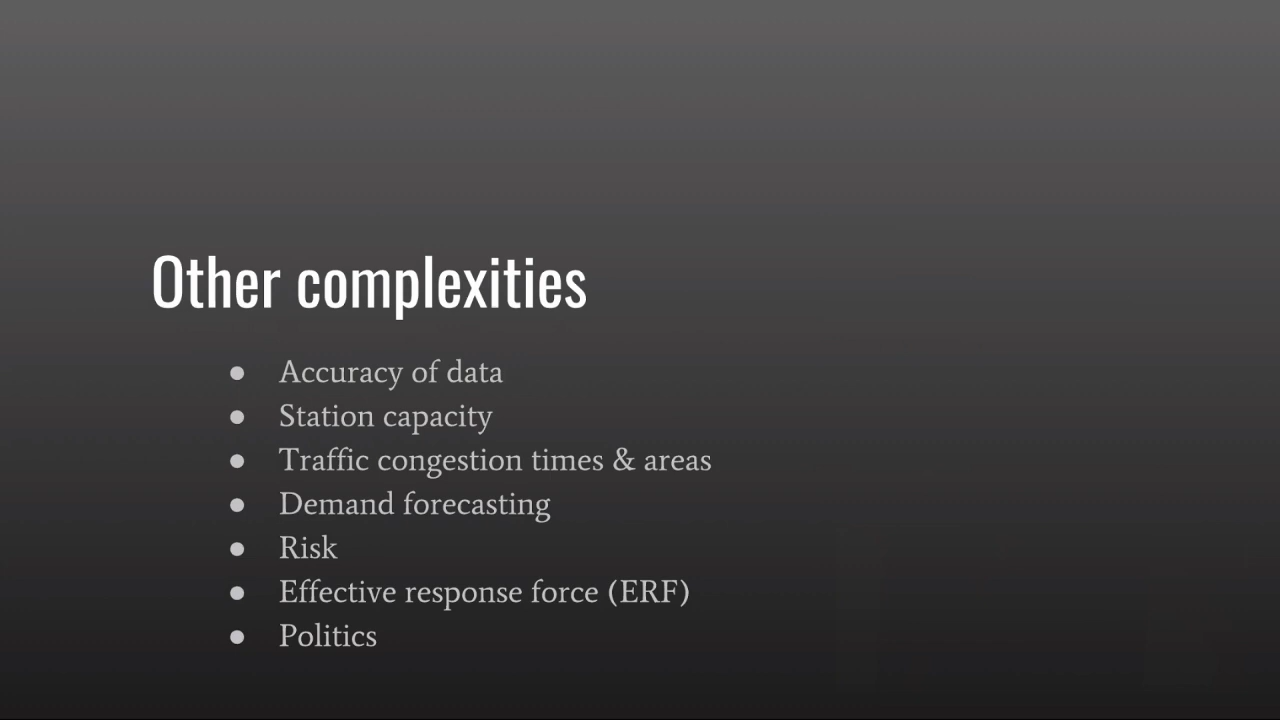 Other complexities
● Accuracy of data
● Station capacity
● Traffic congestion times & areas
● Demand forecasting
● Risk
● Effective response force (ERF)
● Politics